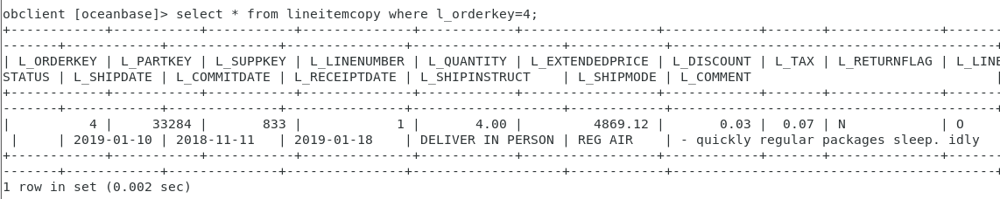 obclient [oceanbase]> select * from lineitemcopy where l_orderkey=4;
+------------+-----------+-----------+--------------+------------+-----------------+------------+-------+--------------+-------
-------+------------+--------------+---------------+-------------------+------------+-----------------------------------------+
| L_ORDERKEY | L_PARTKEY | L_SUPPKEY | L_LINENUMBER | L_QUANTITY | L_EXTENDEDPRICE | L_DISCOUNT | L_TAX | L_RETURNFLAG | L_LINE
STATUS | L_SHIPDATE | L_COMMITDATE | L_RECEIPTDATE | L_SHIPINSTRUCT    | L_SHIPMODE | L_COMMENT                               |
+------------+-----------+-----------+--------------+------------+-----------------+------------+-------+--------------+-------
-------+------------+--------------+---------------+-------------------+------------+-----------------------------------------+
|          4 |     33284 |       833 |            1 |       4.00 |         4869.12 |       0.03 |  0.07 | N            | O
 |     | 2019-01-10 | 2018-11-11   | 2019-01-18    | DELIVER IN PERSON | REG AIR    | - quickly regular packages sleep. idly
+------------+-----------+-----------+--------------+------------+-----------------+------------+-------+--------------+-------
-------+------------+--------------+---------------+-------------------+------------+-----------------------------------------+
1 row in set (0.002 sec)